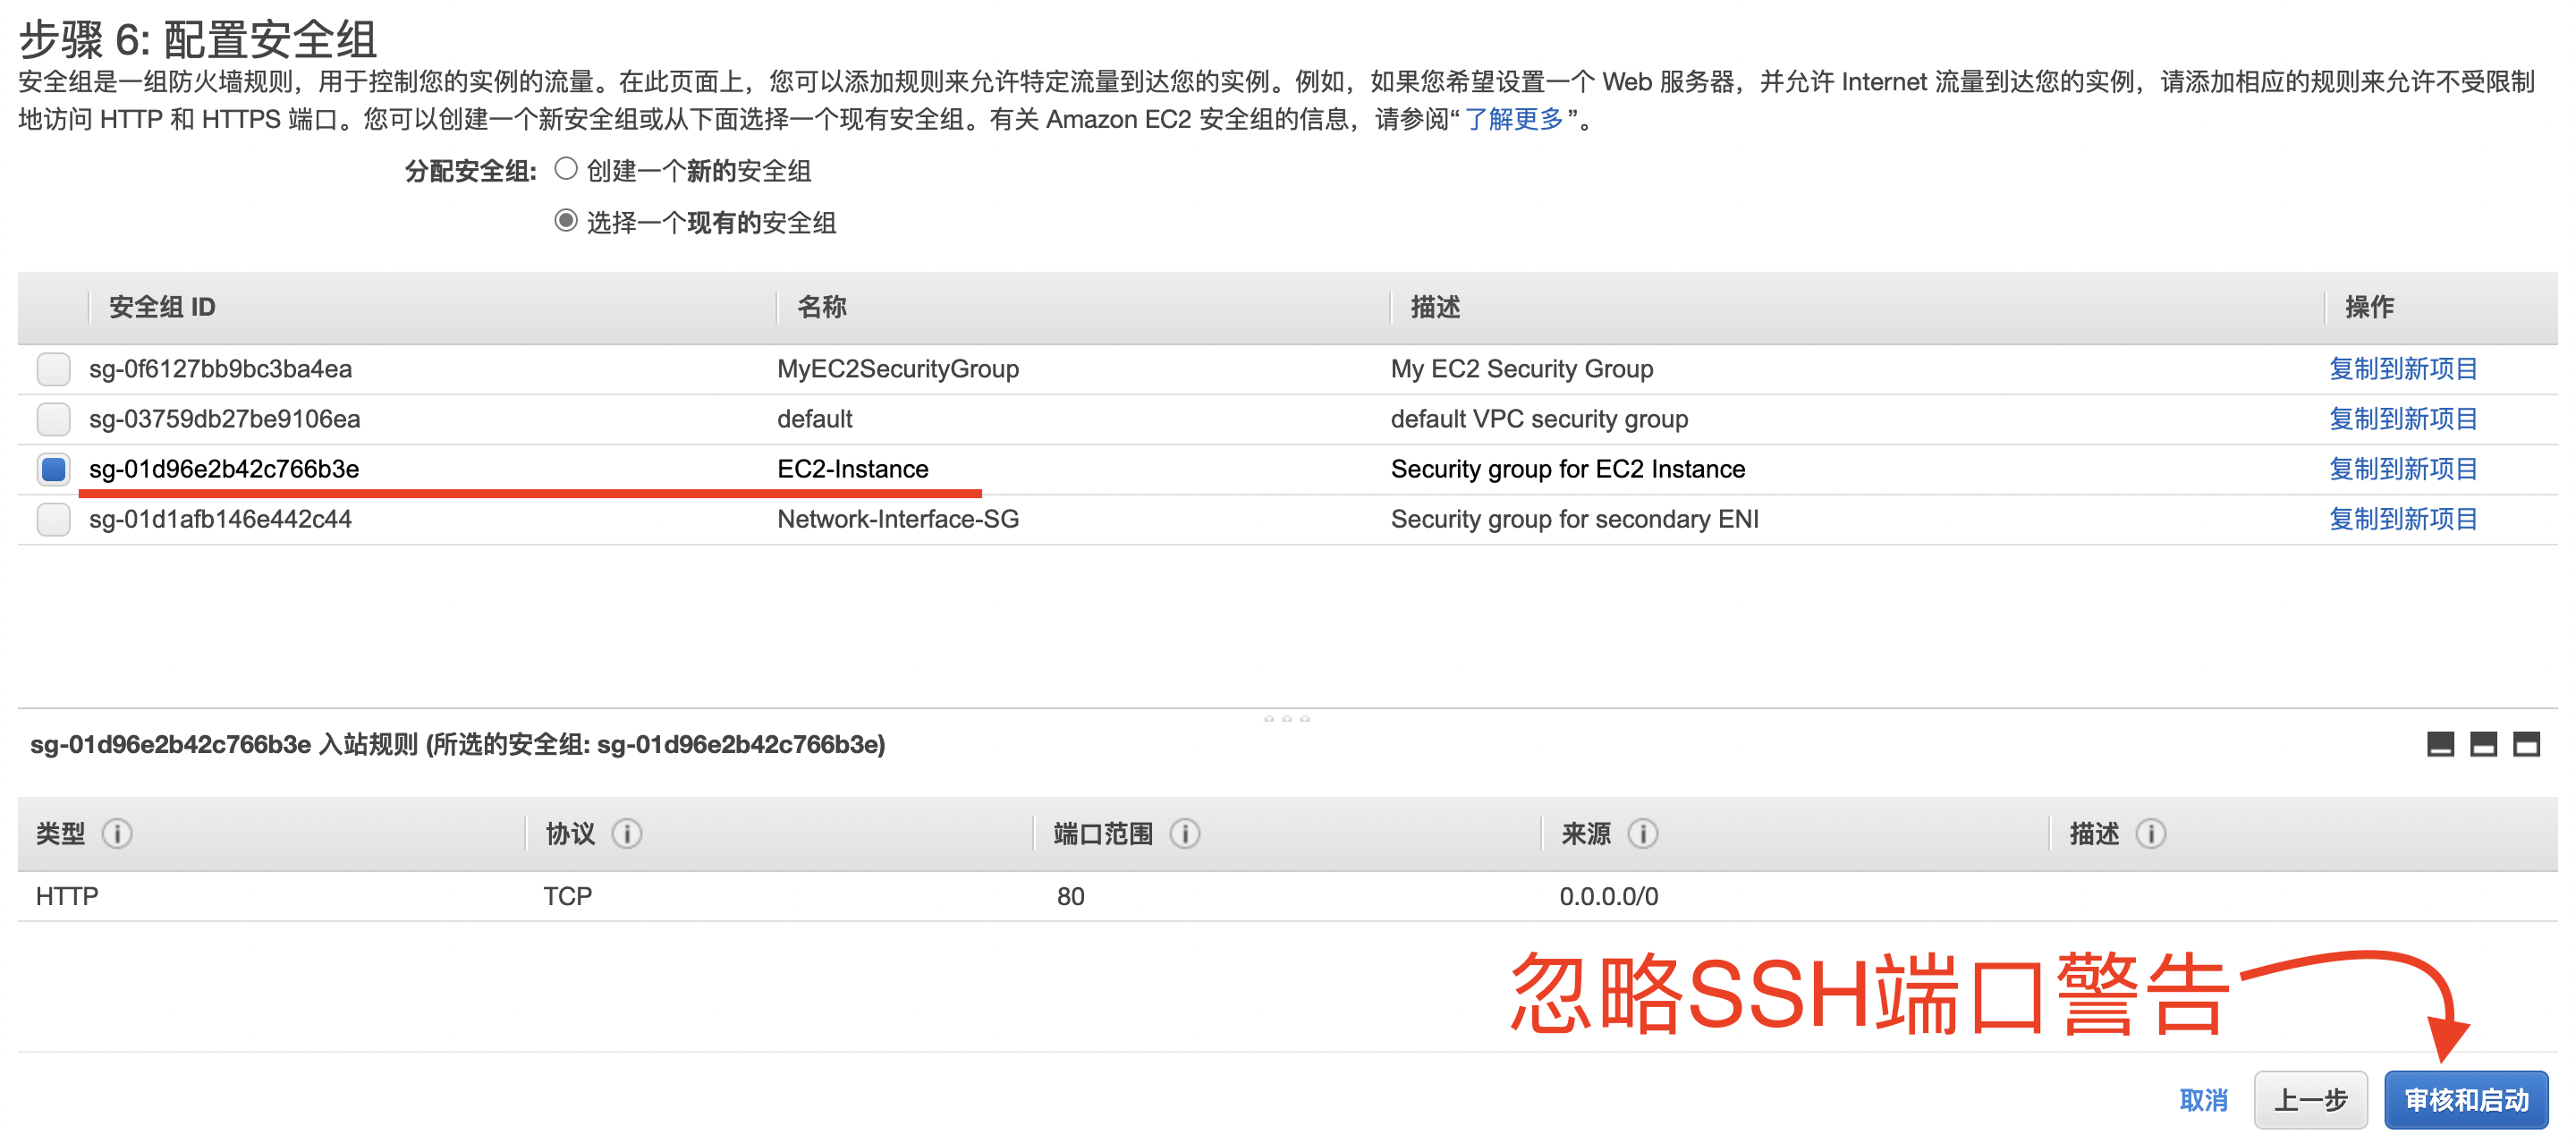 步骤 6: 配置安全组
安全组是一组防火墙规则，用于控制您的实例的流量。在此页面上，您可以添加规则来允许特定流量到达您的实例。例如，如果您希望设置一个 Web 服务器，并允许 Internet 流量到达您的实例，请添加相应的规则来允许不受限制
地访问 HTTP 和 HTTPS 端口。您可以创建一个新安全组或从下面选择一个现有安全组。有关 Amazon EC2 安全组的信息，请参阅“了解更多”。
分配安全组: 创建一个新的安全组
选择一个现有的安全组
安全组 ID 名称 描述 操作
sg-0f6127bb9bc3ba4ea MyEC2SecurityGroup My EC2 Security Group 复制到新项目
sg-03759db27be9106ea default default VPC security group 复制到新项目
sg-01d96e2b42c766b3e EC2-Instance Security group for EC2 Instance 复制到新项目
sg-01d1afb146e442c44 Network-Interface-SG Security group for secondary ENI 复制到新项目
sg-01d96e2b42c766b3e 入站规则 (所选的安全组: sg-01d96e2b42c766b3e)
类型 协议 端口范围 来源 描述
HTTP TCP 80 0.0.0.0/0
忽略SSH端口警告
取消 上一步 审核和启动